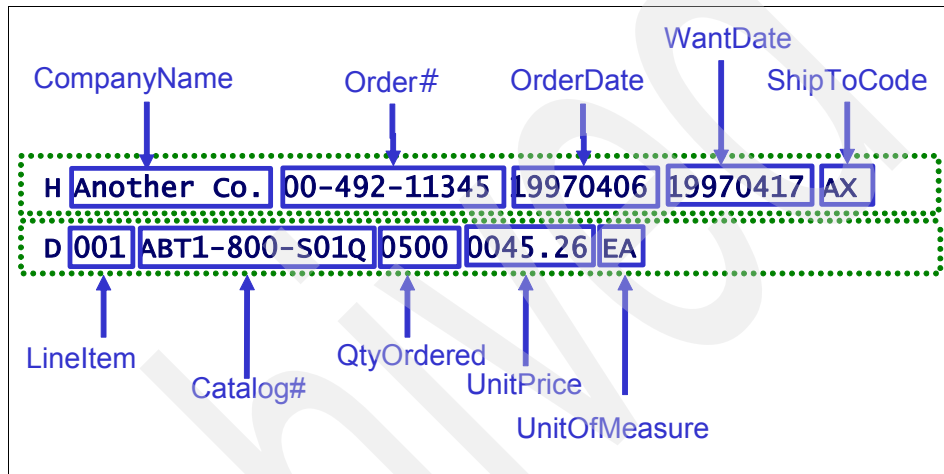 WantDate
CompanyName Order# OrderDate ShipToCode
H Another Co. 00-492-11345 19970406 19970417 AX
D 001 ABT1-800-S01Q 0500 0045.26 EA
LineItem Catalog# QtyOrdered UnitPrice
UnitOfMeasure